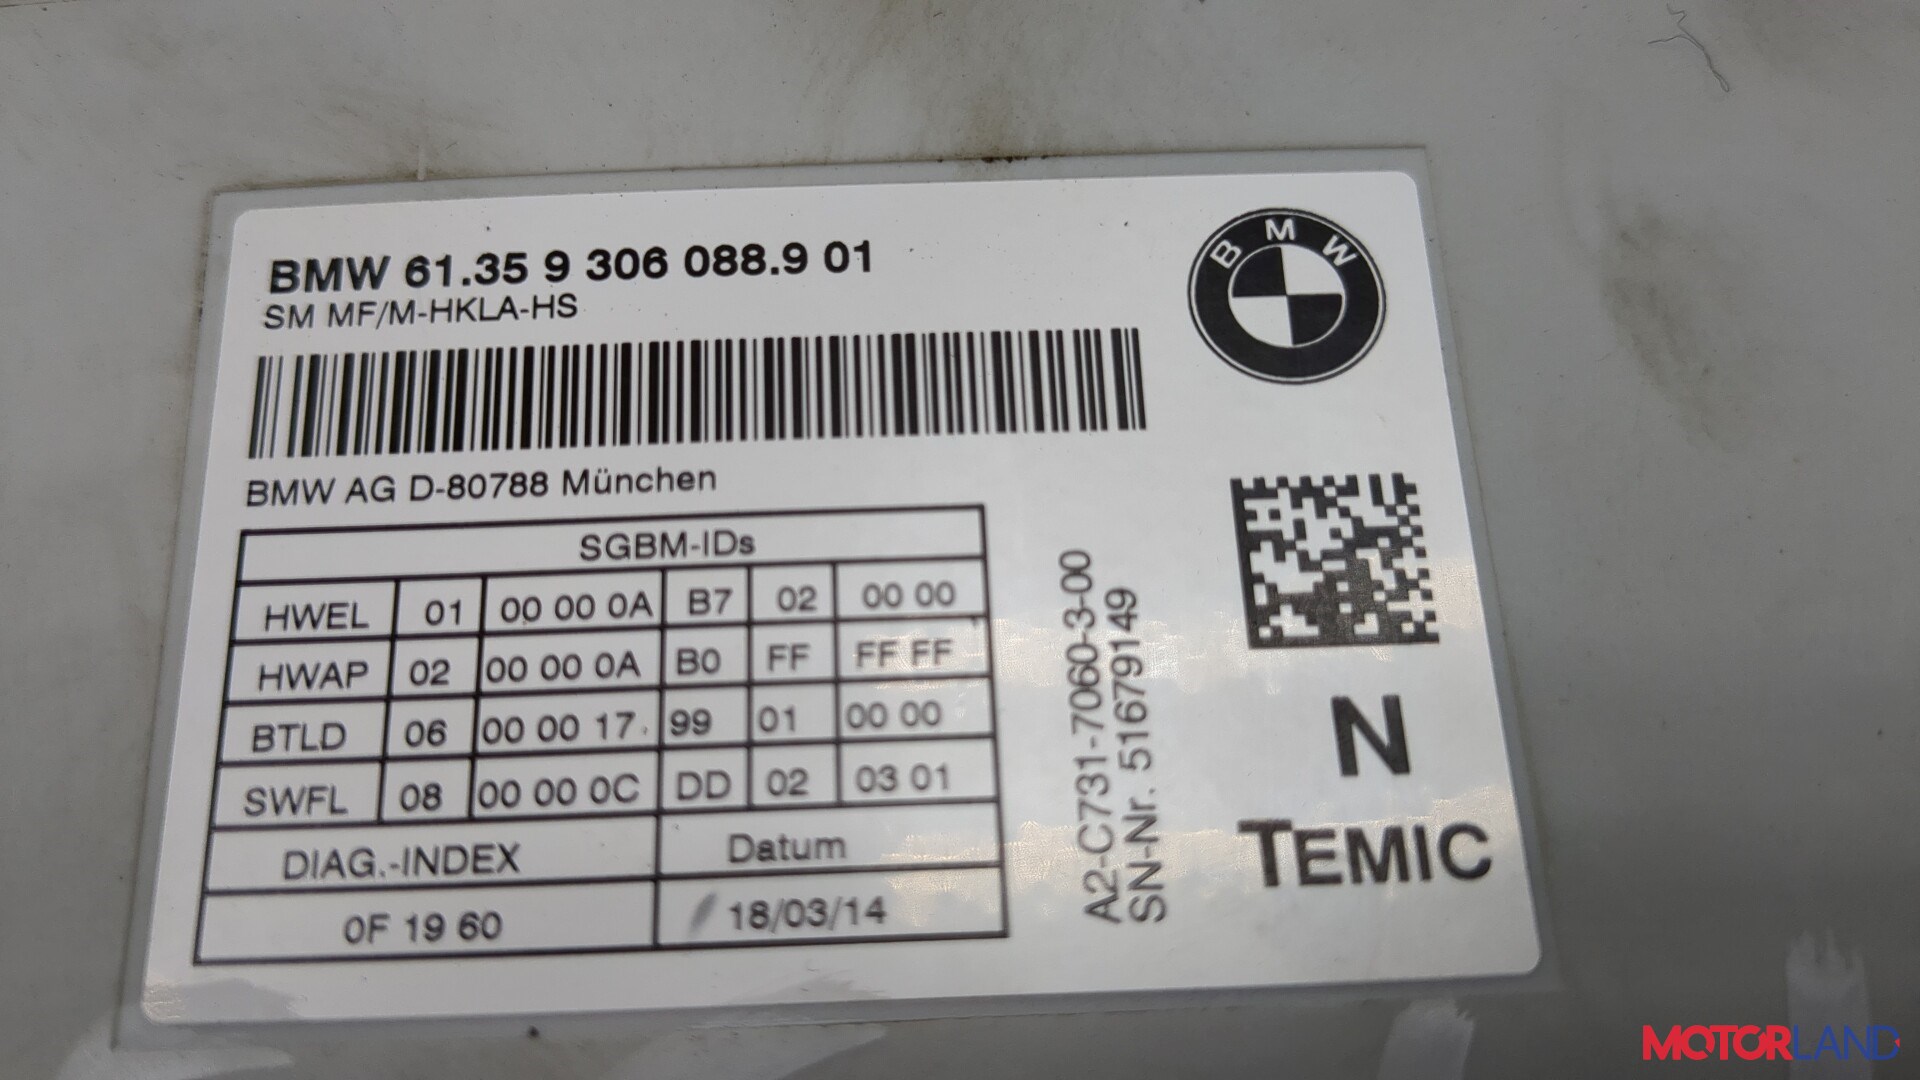 BMW 61.35 9 306 088.9 01
SM MF/M-HKLA-HS
BMW
BMW AG D-80788 München
SGBM-IDs
HWEL 01 00 00 0A B7 02 00 00
HWAP 02 00 00 0A B0 FF FF FF
BTLD 06 00 00 17 99 01 00 00
SWFL 08 00 00 0C DD 02 03 01
DIAG.-INDEX Datum
0F 19 60 18/03/14
A2-C731-7060-3-00
SN-Nr. 51679149
N
TEMIC
MOTORLAND